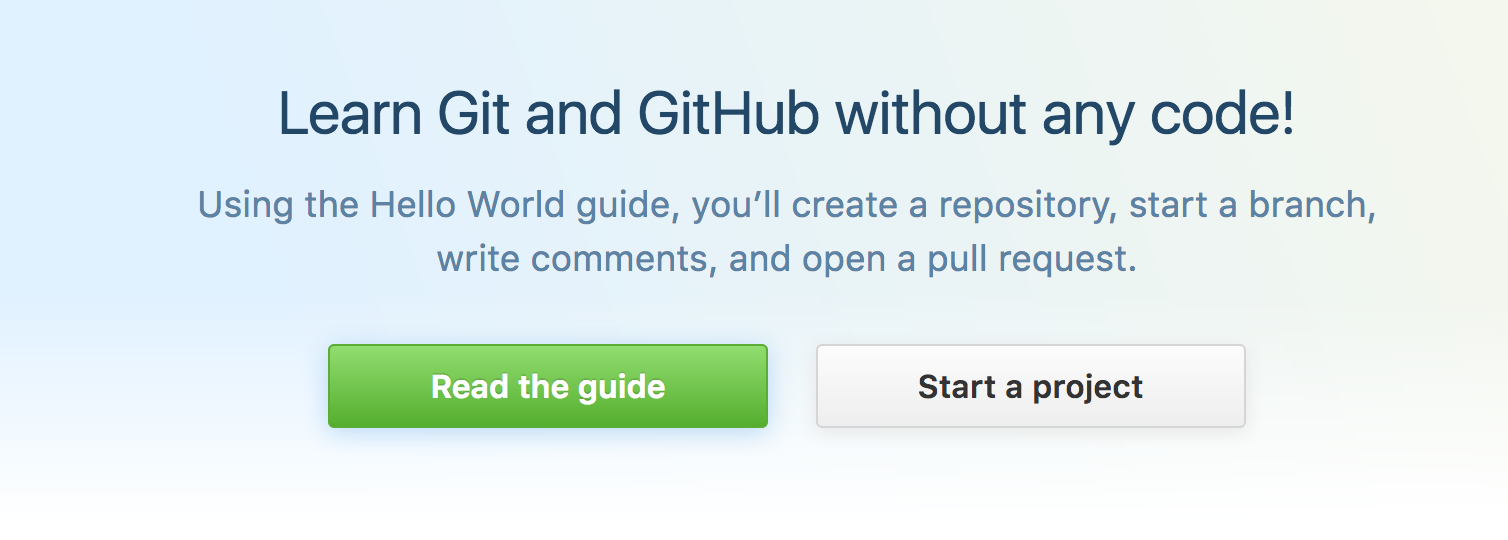 Learn Git and GitHub without any code!
Using the Hello World guide, you’ll create a repository, start a branch,
write comments, and open a pull request.
Read the guide
Start a project